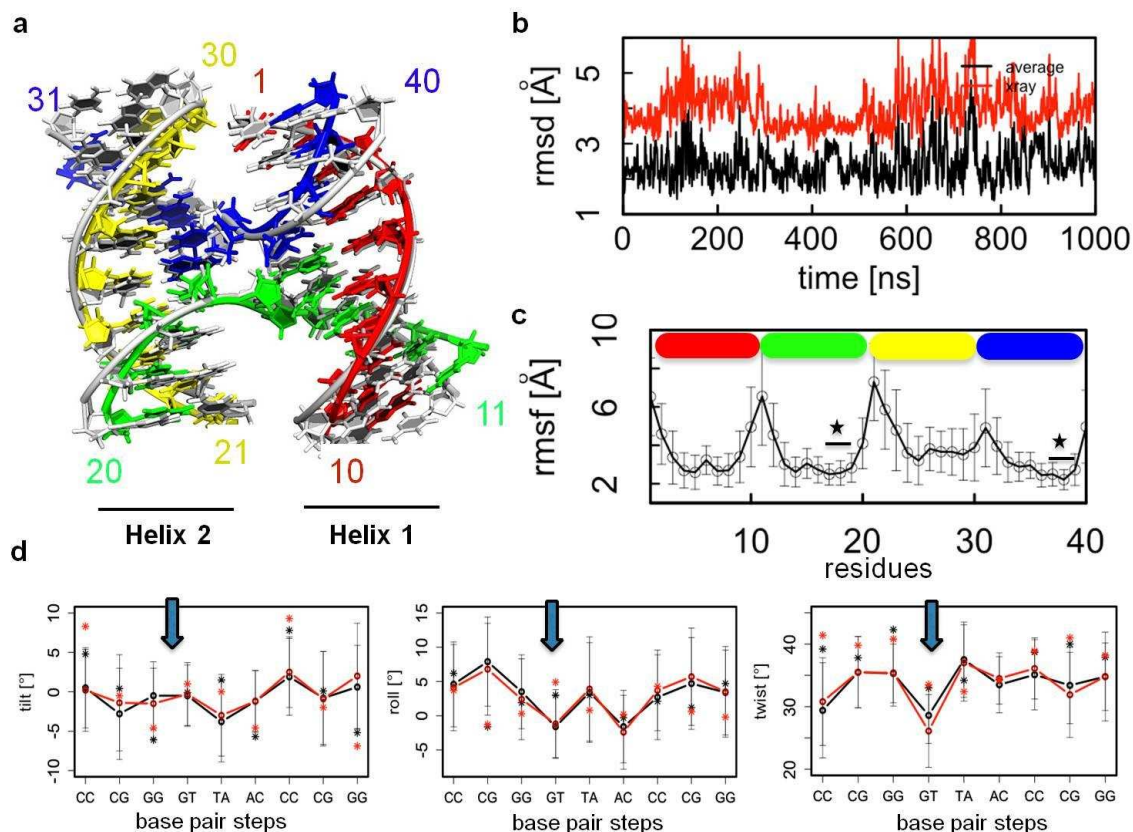 a
30
31
1
40
20
21
10
11
Helix 2
Helix 1
b
rmsd [Å]
5
3
1
average
xray
0
200
400
600
800
1000
time [ns]
c
rmsf [Å]
10
6
2
★
★
10
20
30
40
residues
d
tilt [°]
10
5
0
-5
-10
CC CG GG GT TA AC CC CG GG
base pair steps
roll [°]
15
10
5
0
-5
CC CG GG GT TA AC CC CG GG
base pair steps
twist [°]
40
30
20
CC CG GG GT TA AC CC CG GG
base pair steps